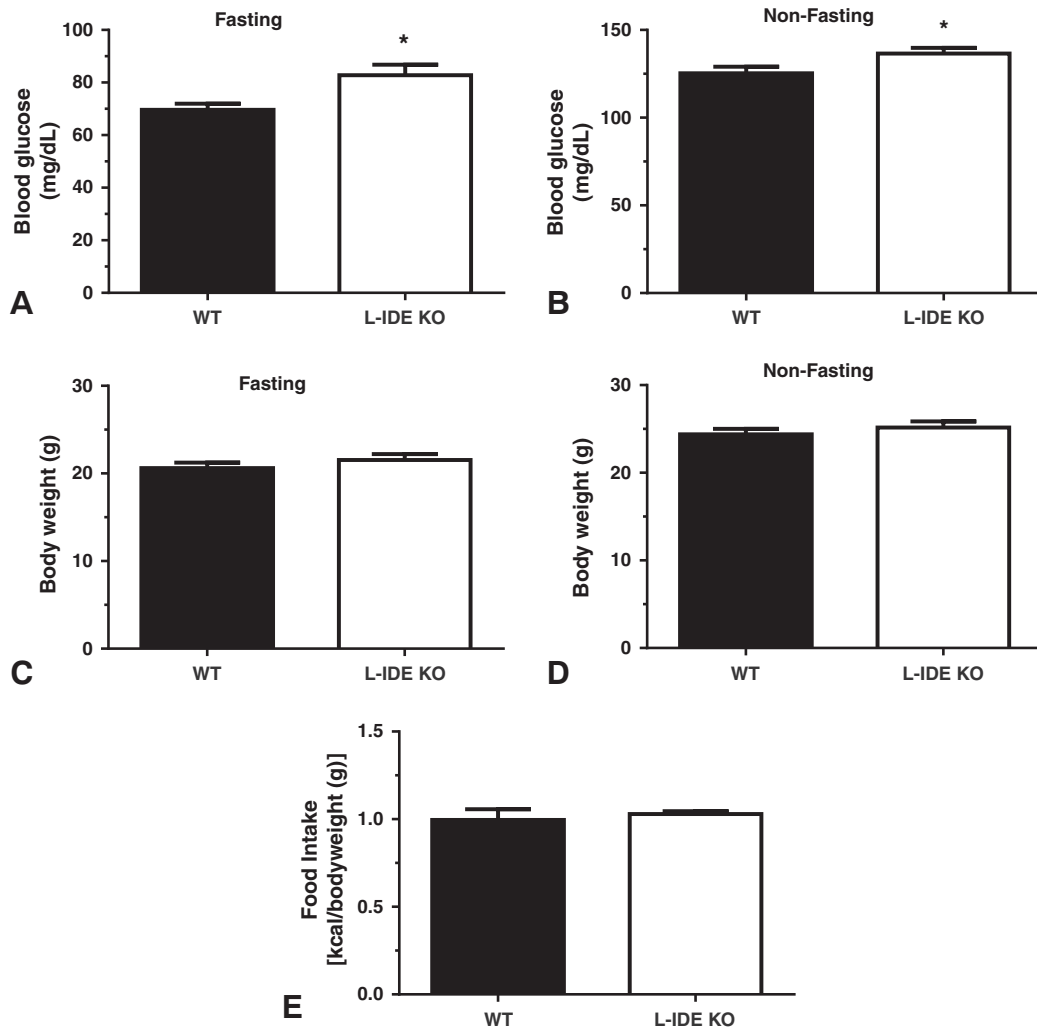 Fasting
*
Blood glucose
(mg/dL)
100
80
60
40
20
0
WT
L-IDE KO
A
Non-Fasting
*
Blood glucose
(mg/dL)
150
100
50
0
WT
L-IDE KO
B
Fasting
Body weight (g)
30
20
10
0
WT
L-IDE KO
C
Non-Fasting
Body weight (g)
30
20
10
0
WT
L-IDE KO
D
Food Intake
[kcal/bodyweight (g)]
1.5
1.0
0.5
0.0
WT
L-IDE KO
E